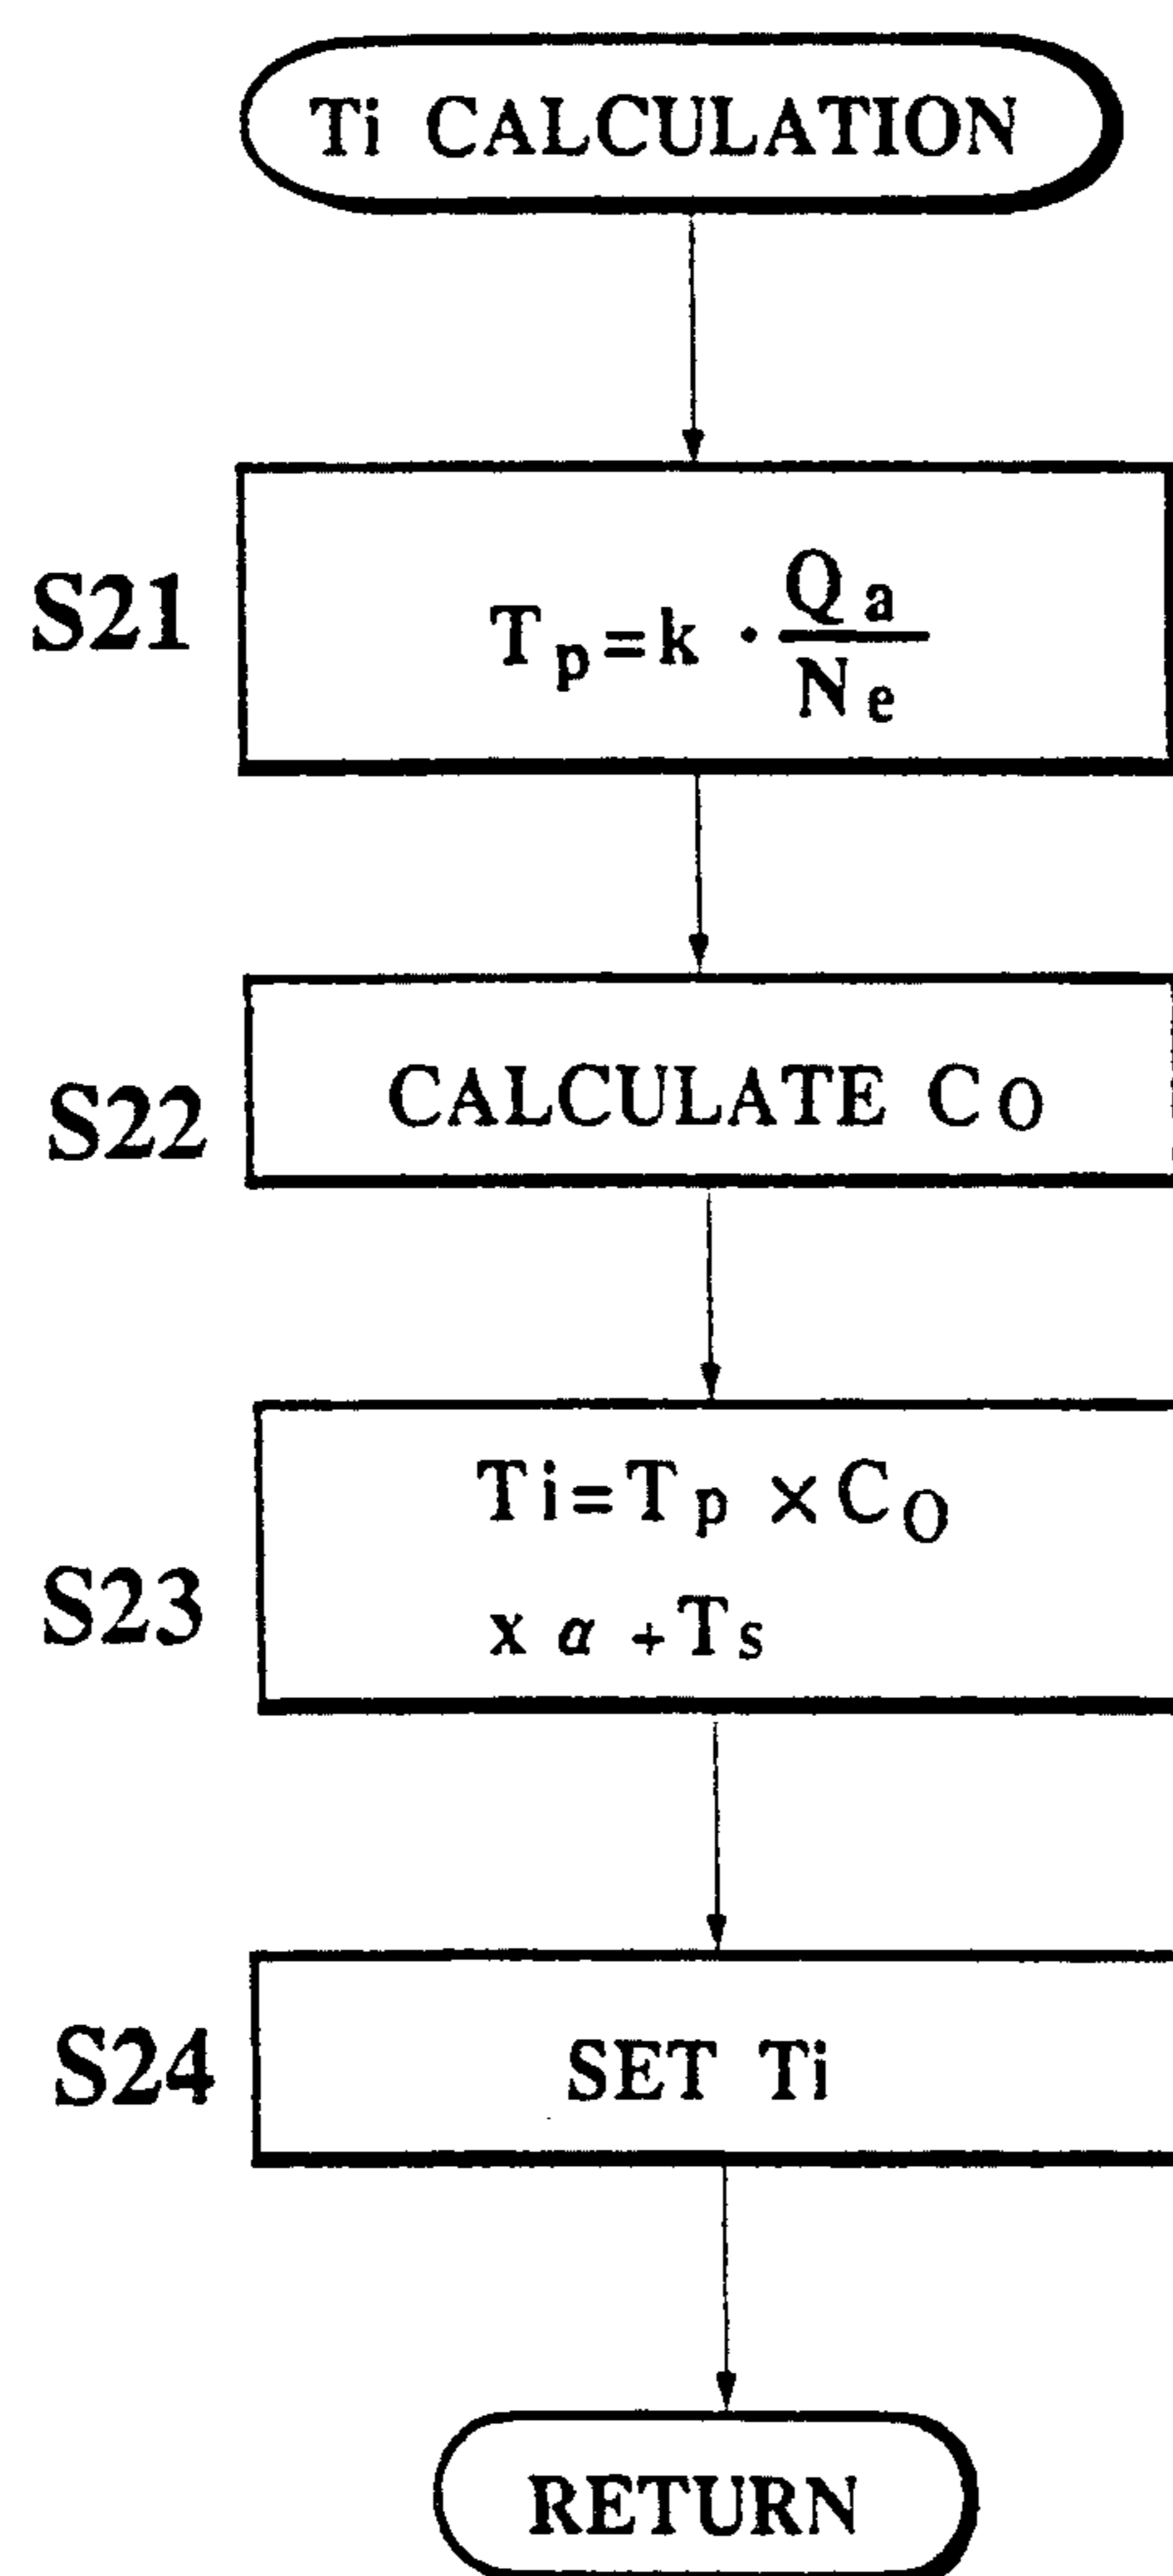 Ti CALCULATION
S21
Tp=k · Qa/Ne
S22
CALCULATE CO
S23
Ti=Tp ×CO
x α +Ts
S24
SET Ti
RETURN